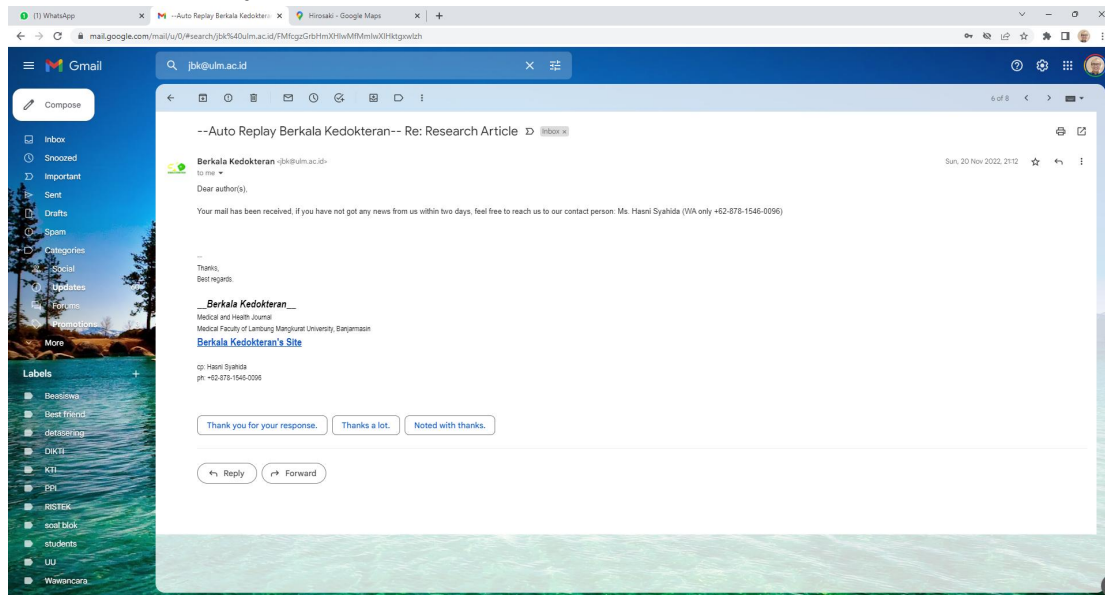 (1) WhatsApp
--Auto Replay Berkala Kedoktera
Hirosaki - Google Maps
mail.google.com/mail/u/0/#search/jbk%40ulm.ac.id/FMfcgzGrbHmXHlwMfMmlwXlHktgxwlzh
Gmail
jbk@ulm.ac.id
Compose
6 of 8
Inbox
Snoozed
Important
Sent
Drafts
Spam
Categories
Social
Updates
Forums
Promotions
More
Labels
Beasiswa
Best friend
detasering
DIKTI
KTI
PPI
RISTEK
soal blok
students
UU
Wawancara
--Auto Replay Berkala Kedokteran-- Re: Research Article Inbox x
Berkala Kedokteran <jbk@ulm.ac.id>
Sun, 20 Nov 2022, 21:12
to me
Dear author(s),
Your mail has been received, if you have not got any news from us within two days, feel free to reach us to our contact person: Ms. Hasni Syahida (WA only +62-878-1546-0096)
--
Thanks,
Best regards.
__Berkala Kedokteran__
Medical and Health Journal
Medical Faculty of Lambung Mangkurat University, Banjarmasin
Berkala Kedokteran's Site
cp: Hasni Syahida
ph: +62-878-1546-0096
Thank you for your response.
Thanks a lot.
Noted with thanks.
Reply
Forward